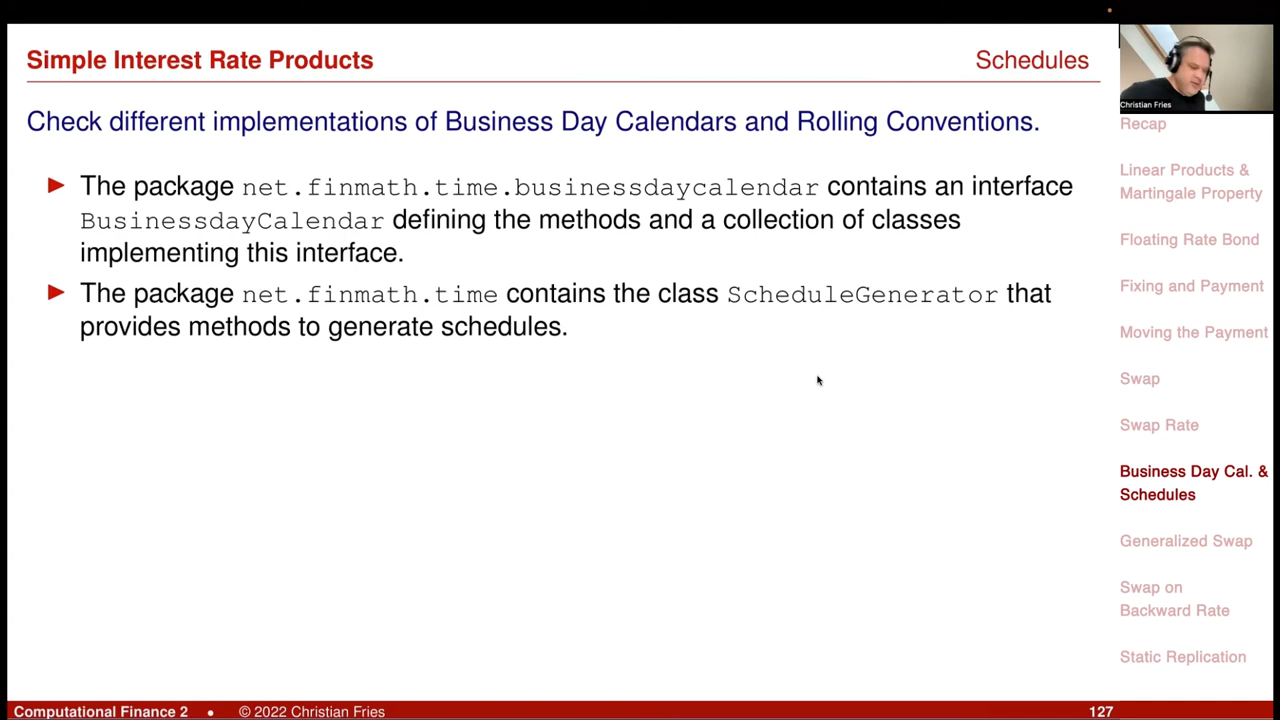 Simple Interest Rate Products
Schedules
Check different implementations of Business Day Calendars and Rolling Conventions.
The package net.finmath.time.businessdaycalendar contains an interface
BusinessdayCalendar defining the methods and a collection of classes
implementing this interface.
The package net.finmath.time contains the class ScheduleGenerator that
provides methods to generate schedules.
Christian Fries
Recap
Linear Products &
Martingale Property
Floating Rate Bond
Fixing and Payment
Moving the Payment
Swap
Swap Rate
Business Day Cal. &
Schedules
Generalized Swap
Swap on
Backward Rate
Static Replication
Computational Finance 2 • © 2022 Christian Fries
127